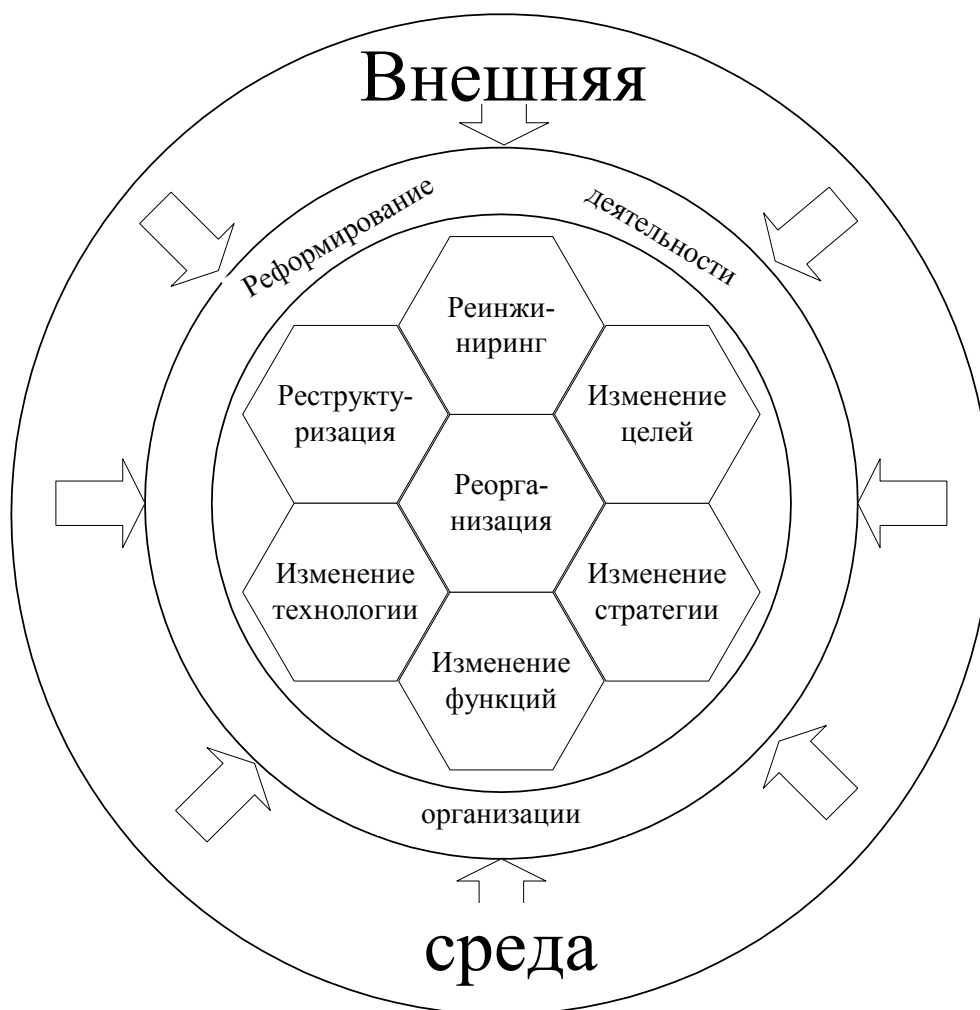 Внешняя
Реформирование
деятельности
Реинжи-
ниринг
Реструкту-
ризация
Изменение
целей
Реорга-
низация
Изменение
технологии
Изменение
стратегии
Изменение
функций
организации
среда